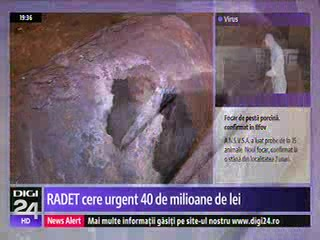 19:36
Virus
Focar de pestă porcină,
confirmat în Ilfov
A.N.S.V.S.A. a luat probe de la 15
animale. Noul focar, confirmat la
o stână din localitatea Tunari.
DIGI
24
HD
RADET cere urgent 40 de milioane de lei
News Alert
Mai multe informații găsiți pe site-ul nostru www.digi24.ro